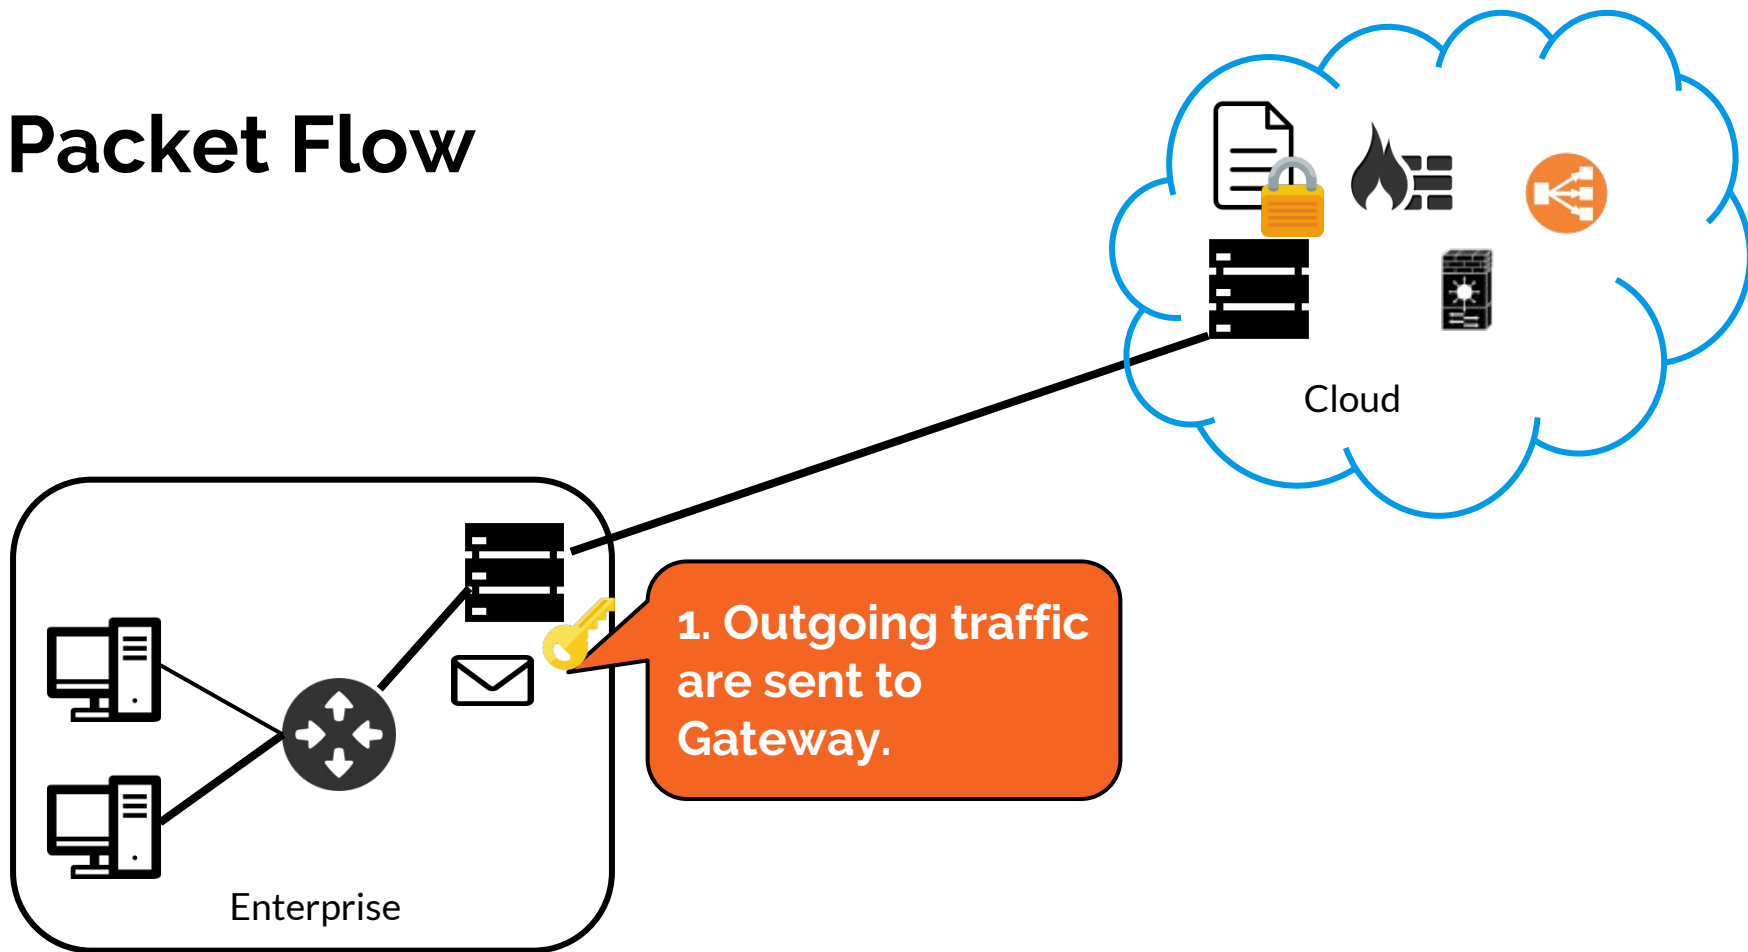 Packet Flow
Cloud
1. Outgoing traffic
are sent to
Gateway.
Enterprise